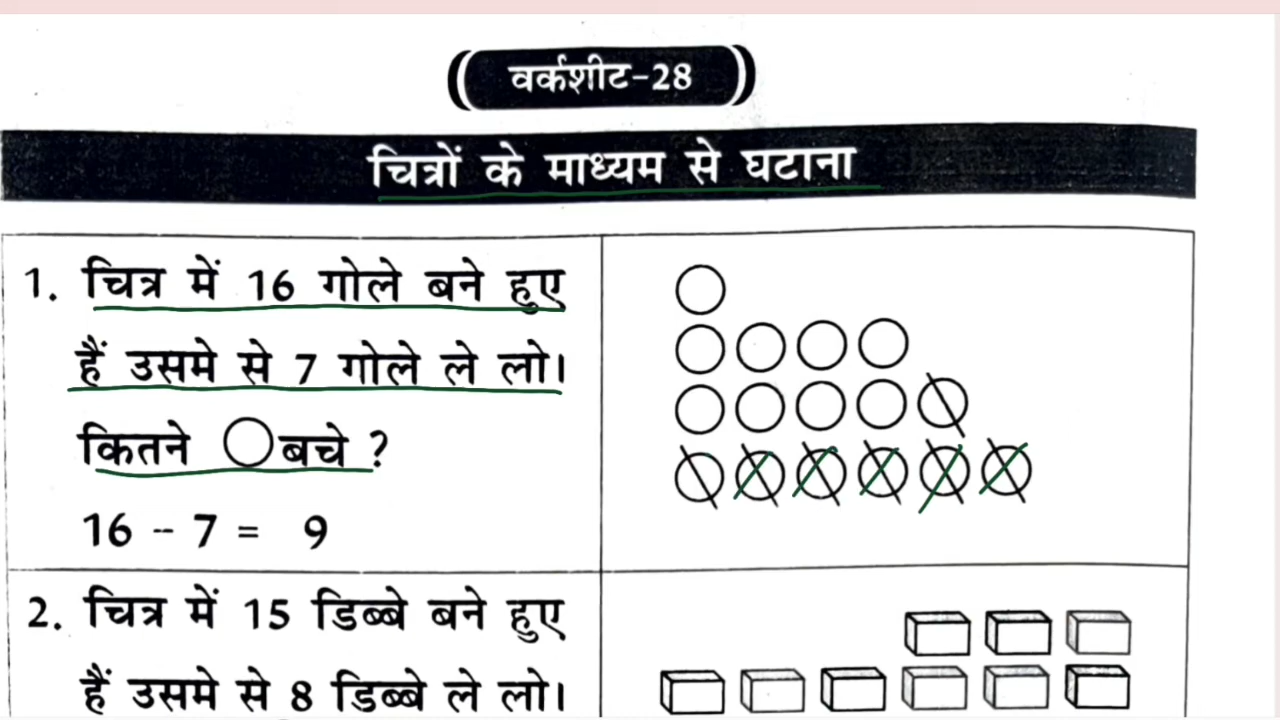 वर्कशीट-28
चित्रों के माध्यम से घटाना
1. चित्र में 16 गोले बने हुए
हैं उसमे से 7 गोले ले लो।
कितने ◯ बचे ?
16 - 7 = 9
2. चित्र में 15 डिब्बे बने हुए
हैं उसमे से 8 डिब्बे ले लो।